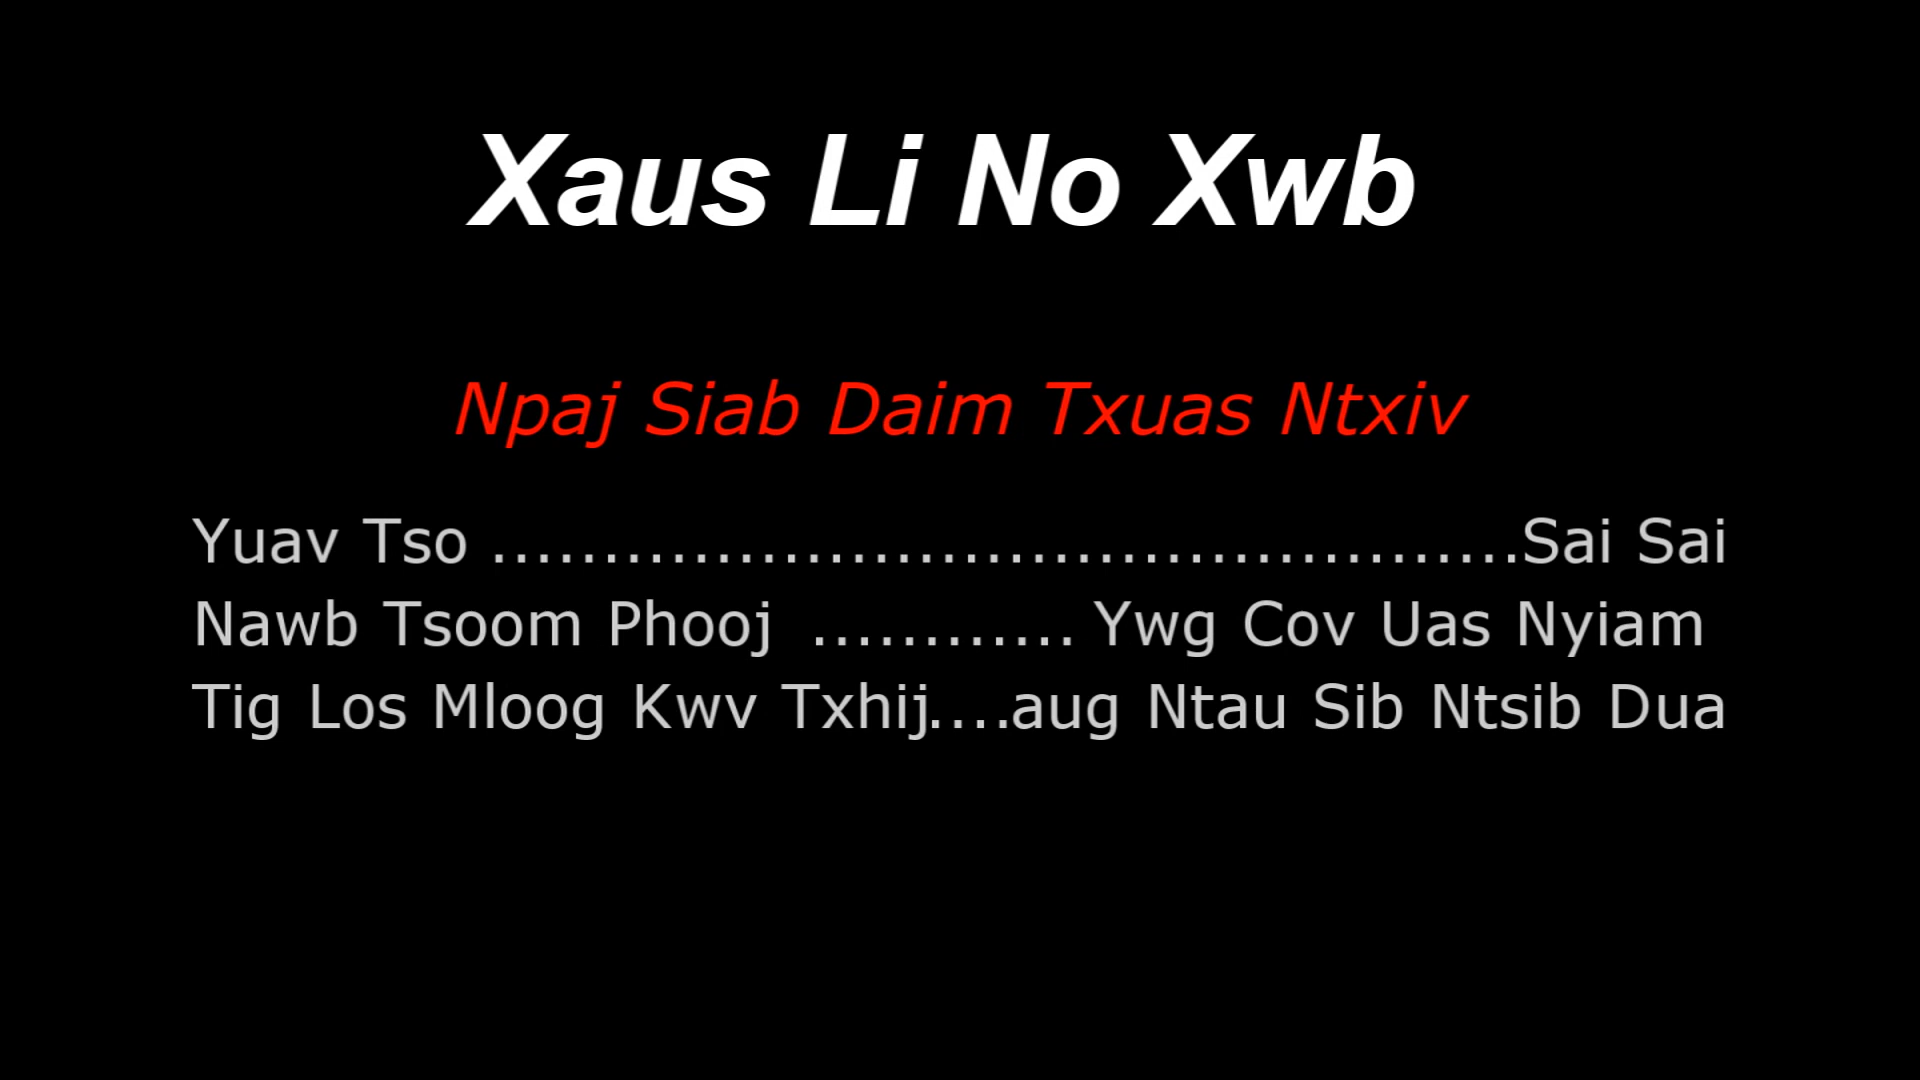 Xaus Li No Xwb
Npaj Siab Daim Txuas Ntxiv
Yuav Tso ..............................................Sai Sai
Nawb Tsoom Phooj ............ Ywg Cov Uas Nyiam
Tig Los Mloog Kwv Txhij....aug Ntau Sib Ntsib Dua